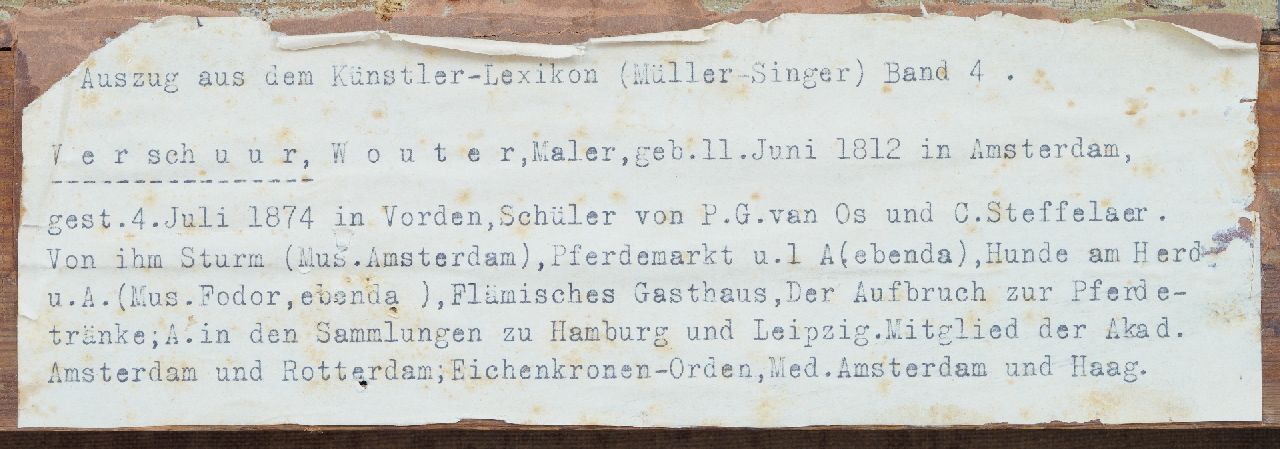 Auszug aus dem Künstler-Lexikon (Müller-Singer) Band 4 .
V e r sch u u r, W o u t e r,Maler,geb.11.Juni 1812 in Amsterdam,
gest.4.Juli 1874 in Vorden,Schüler von P.G.van Os und C.Steffelaer.
Von ihm Sturm (Mus.Amsterdam),Pferdemarkt u.1 A(ebenda),Hunde am Herd
u.A.(Mus.Fodor,ebenda ),Flämisches Gasthaus,Der Aufbruch zur Pferde-
tränke;A.in den Sammlungen zu Hamburg und Leipzig.Mitglied der Akad.
Amsterdam und Rotterdam;Eichenkronen-Orden,Med.Amsterdam und Haag.